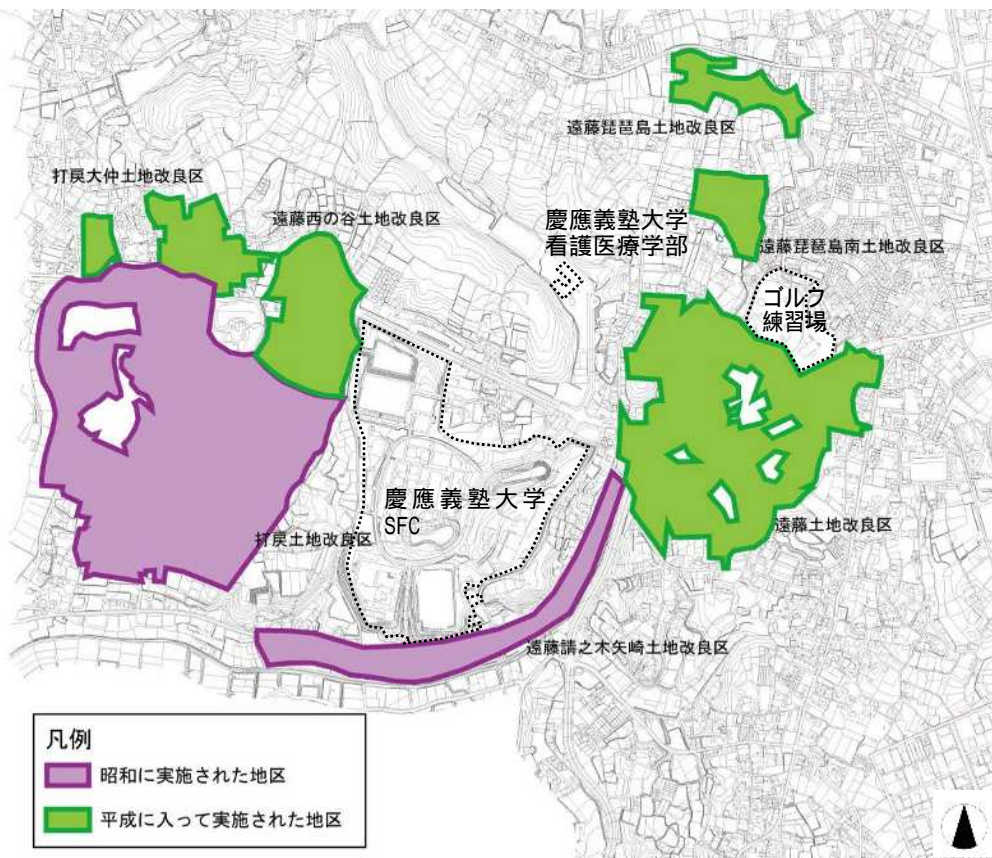 遠藤琵琶島土地改良区
打戻大仲土地改良区
遠藤西の谷土地改良区
慶應義塾大学
看護医療学部
遠藤琵琶島南土地改良区
ゴルフ
練習場
慶應義塾大学
SFC
打戻土地改良区
遠藤土地改良区
遠藤請之木矢崎土地改良区
凡例
昭和に実施された地区
平成に入って実施された地区